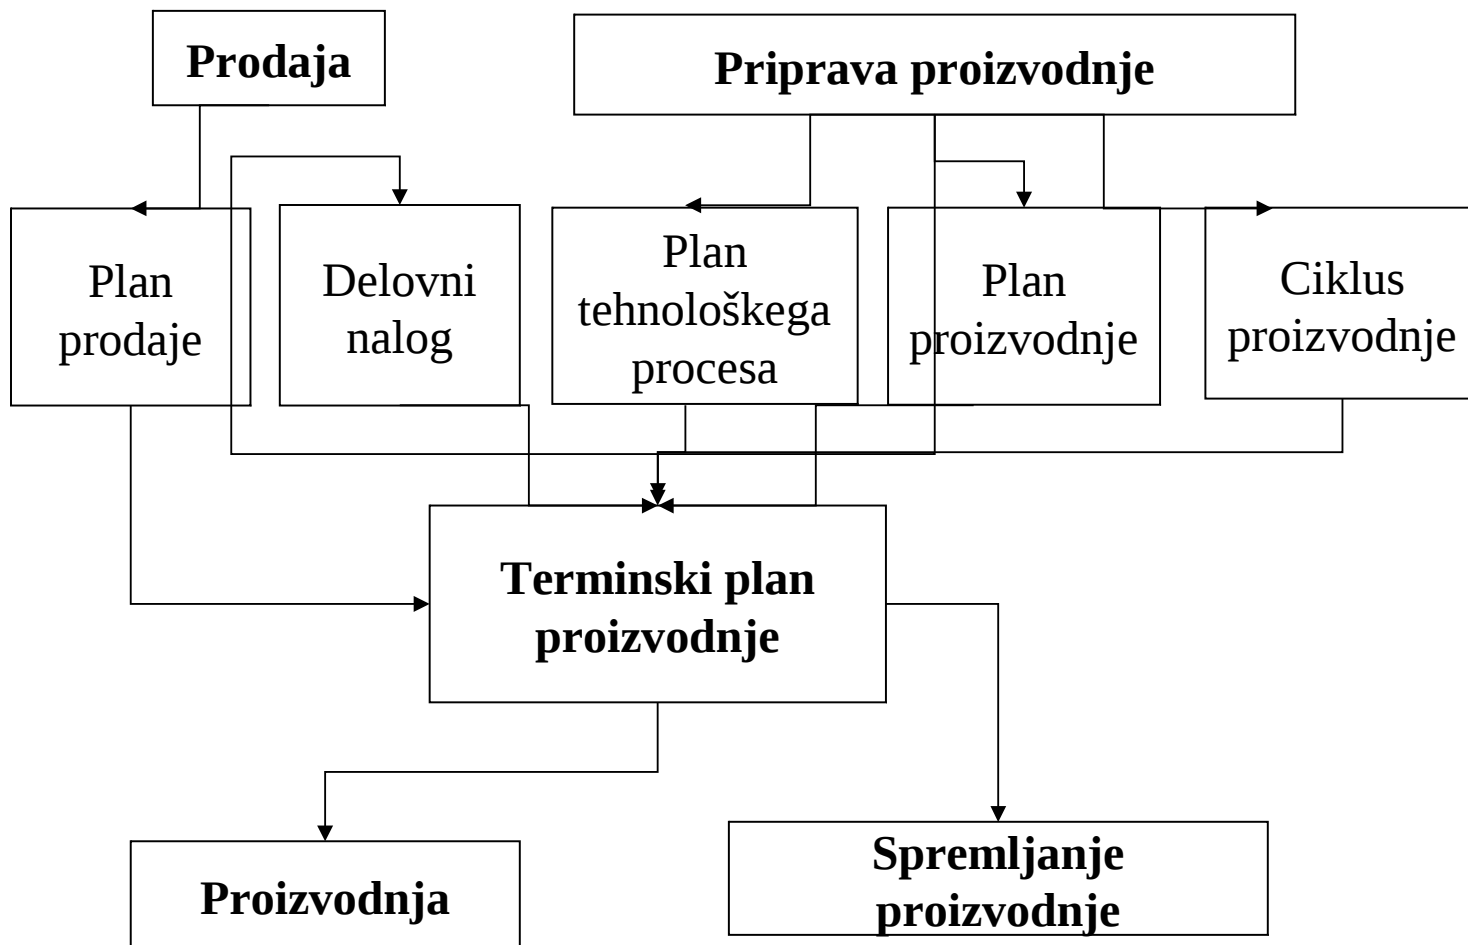 Prodaja
Priprava proizvodnje
Plan
prodaje
Delovni
nalog
Plan
tehnološkega
procesa
Plan
proizvodnje
Ciklus
proizvodnje
Terminski plan
proizvodnje
Proizvodnja
Spremljanje
proizvodnje